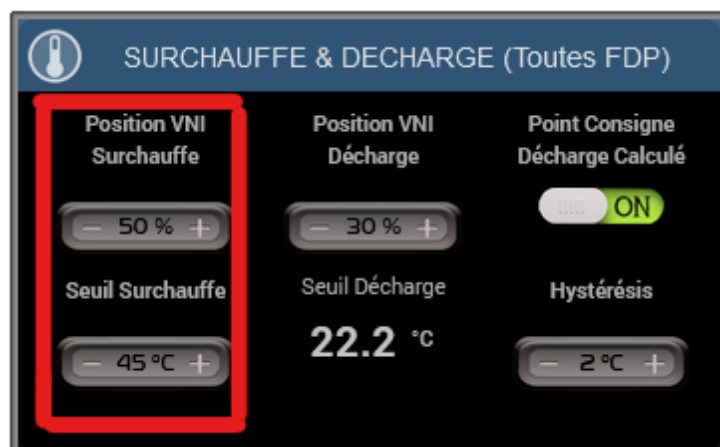 SURCHAUFFE & DECHARGE (Toutes FDP)
Position VNI
Surchauffe
Position VNI
Décharge
Point Consigne
Décharge Calculé
− 50 % +
− 30 % +
ON
Seuil Surchauffe
Seuil Décharge
Hystérésis
− 45 °C +
22.2 °C
− 2 °C +